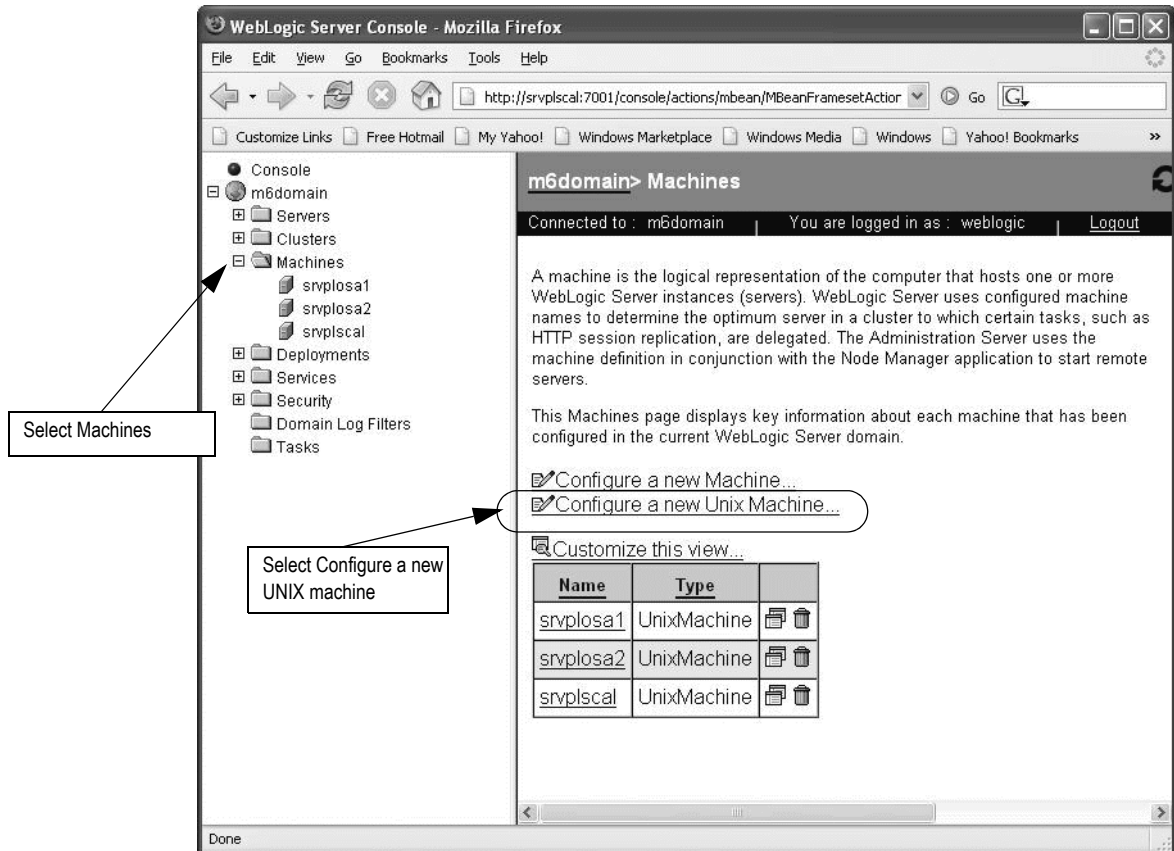 WebLogic Server Console - Mozilla Firefox
File Edit View Go Bookmarks Tools Help
http://srvplscal:7001/console/actions/mbean/MBeanFramesetAction
Go
G
Customize Links Free Hotmail My Yahoo! Windows Marketplace Windows Media Windows Yahoo! Bookmarks »
Console
m6domain
Servers
Clusters
Machines
srvplosa1
srvplosa2
srvplscal
Deployments
Services
Security
Domain Log Filters
Tasks
Select Machines
m6domain> Machines
Connected to : m6domain You are logged in as : weblogic Logout
A machine is the logical representation of the computer that hosts one or more
WebLogic Server instances (servers). WebLogic Server uses configured machine
names to determine the optimum server in a cluster to which certain tasks, such as
HTTP session replication, are delegated. The Administration Server uses the
machine definition in conjunction with the Node Manager application to start remote
servers.
This Machines page displays key information about each machine that has been
configured in the current WebLogic Server domain.
Configure a new Machine...
Configure a new Unix Machine...
Select Configure a new
UNIX machine
Customize this view...
Name Type
srvplosa1 UnixMachine
srvplosa2 UnixMachine
srvplscal UnixMachine
Done